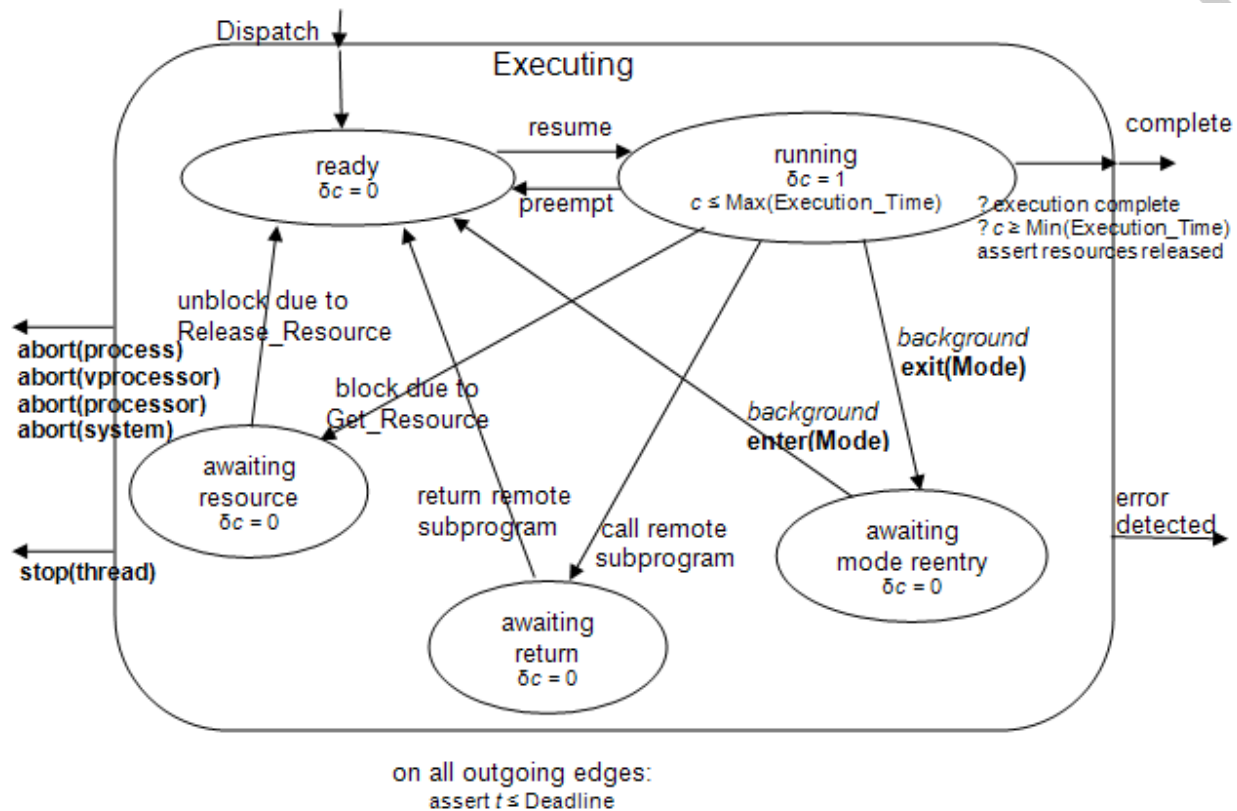 Dispatch
Executing
resume
complete
ready
δc = 0
running
δc = 1
c ≤ Max(Execution_Time)
preempt
? execution complete
? c ≥ Min(Execution_Time)
assert resources released
unblock due to
Release_Resource
abort(process)
abort(vprocessor)
abort(processor)
abort(system)
background
exit(Mode)
block due to
Get_Resource
background
enter(Mode)
awaiting
resource
δc = 0
return remote
subprogram
call remote
subprogram
awaiting
mode reentry
δc = 0
error
detected
stop(thread)
awaiting
return
δc = 0
on all outgoing edges:
assert t ≤ Deadline